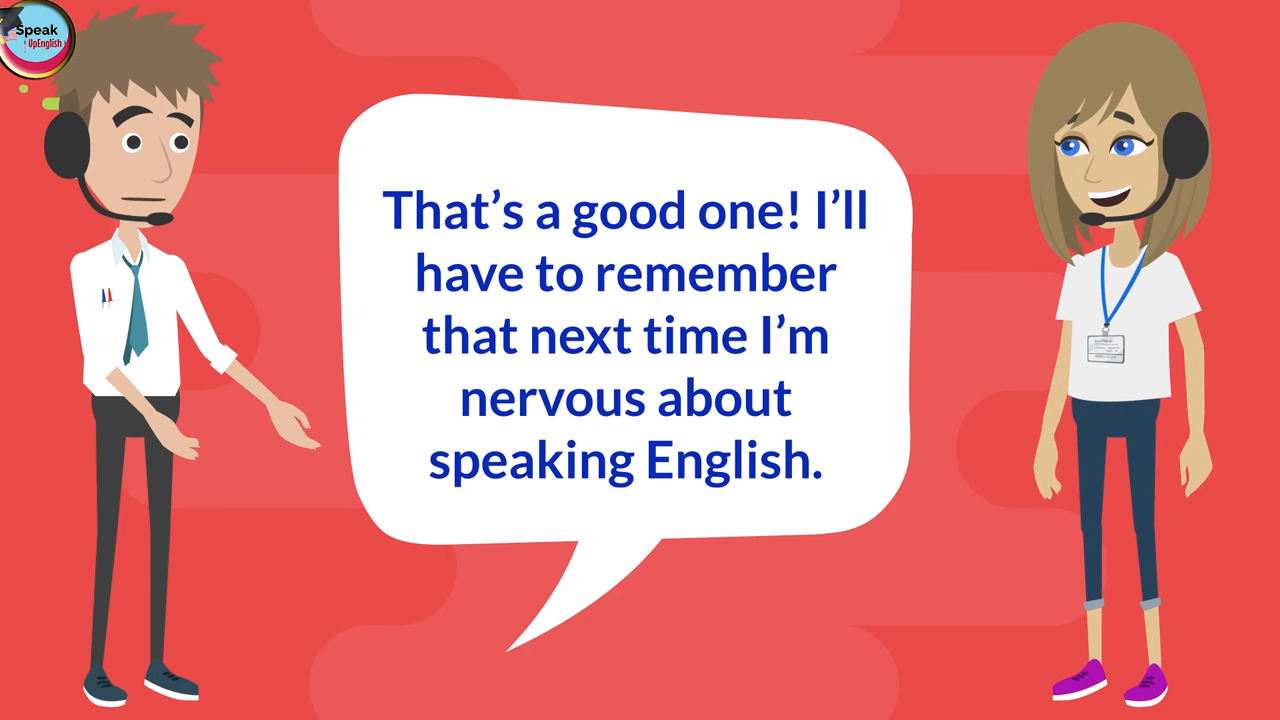 Speak
UpEnglish
That's a good one! I'll
have to remember
that next time I'm
nervous about
speaking English.